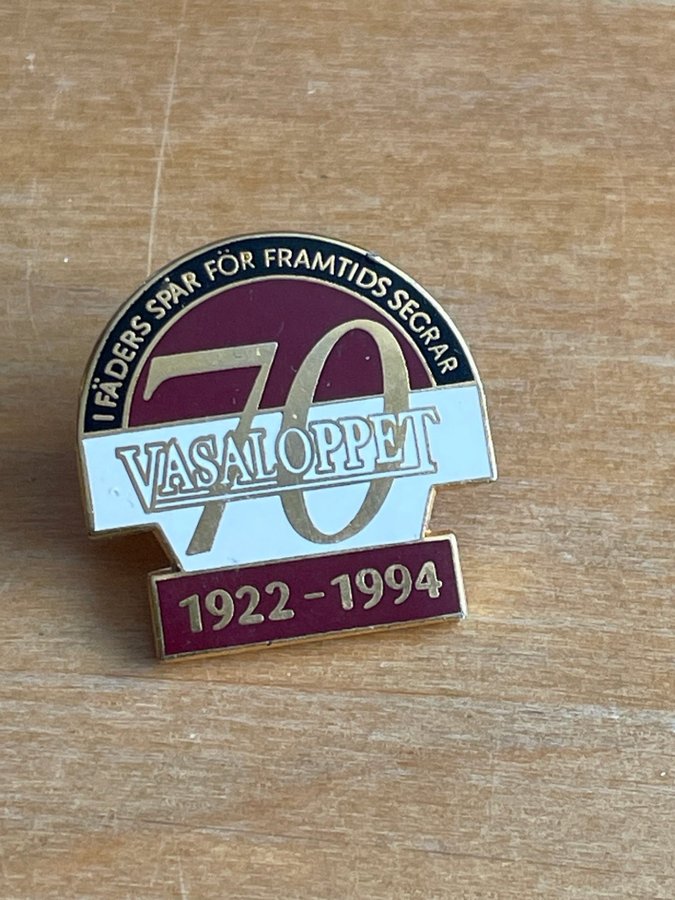 I FÄDERS SPÅR FÖR FRAMTIDS SEGRAR
70
VASALOPPET
1922-1994